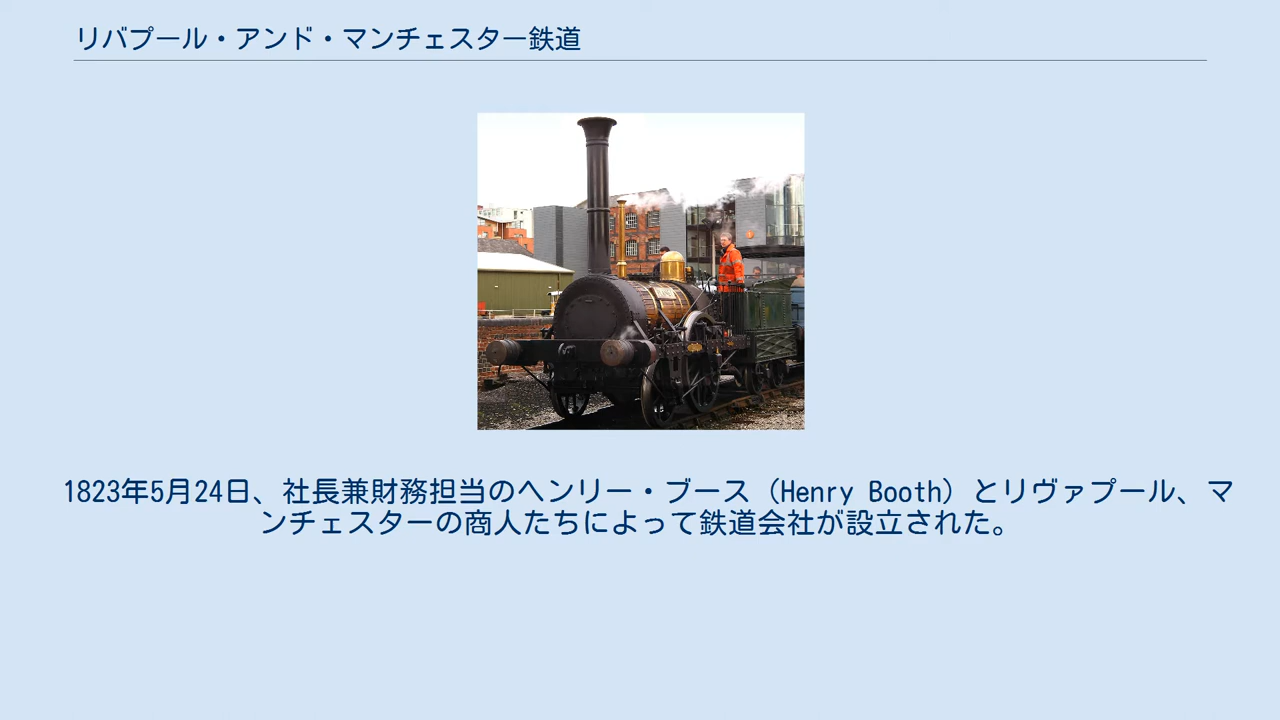 リバプール・アンド・マンチェスター鉄道
1823年5月24日、社長兼財務担当のヘンリー・ブース（Henry Booth）とリヴァプール、マ
ンチェスターの商人たちによって鉄道会社が設立された。